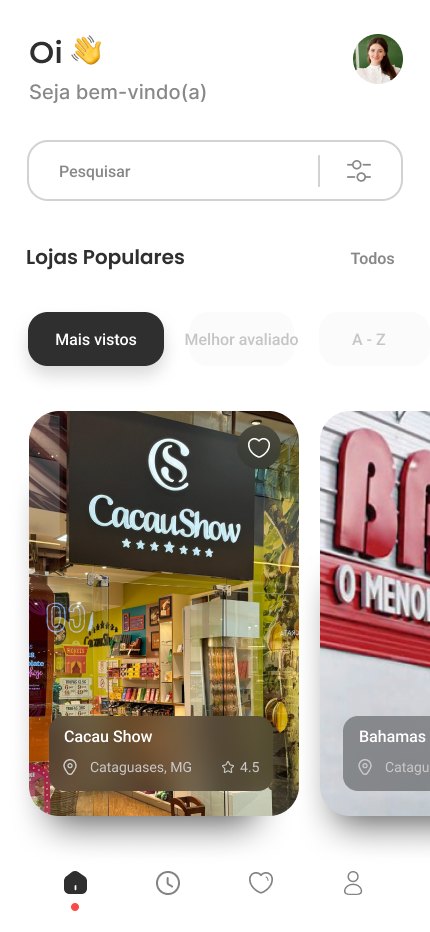 Oi 👋
Seja bem-vindo(a)
Pesquisar
Lojas Populares
Todos
Mais vistos
Melhor avaliado
A - Z
CacauShow
O MENO
Cacau Show
Cataguases, MG
4.5
Bahamas
Catagu